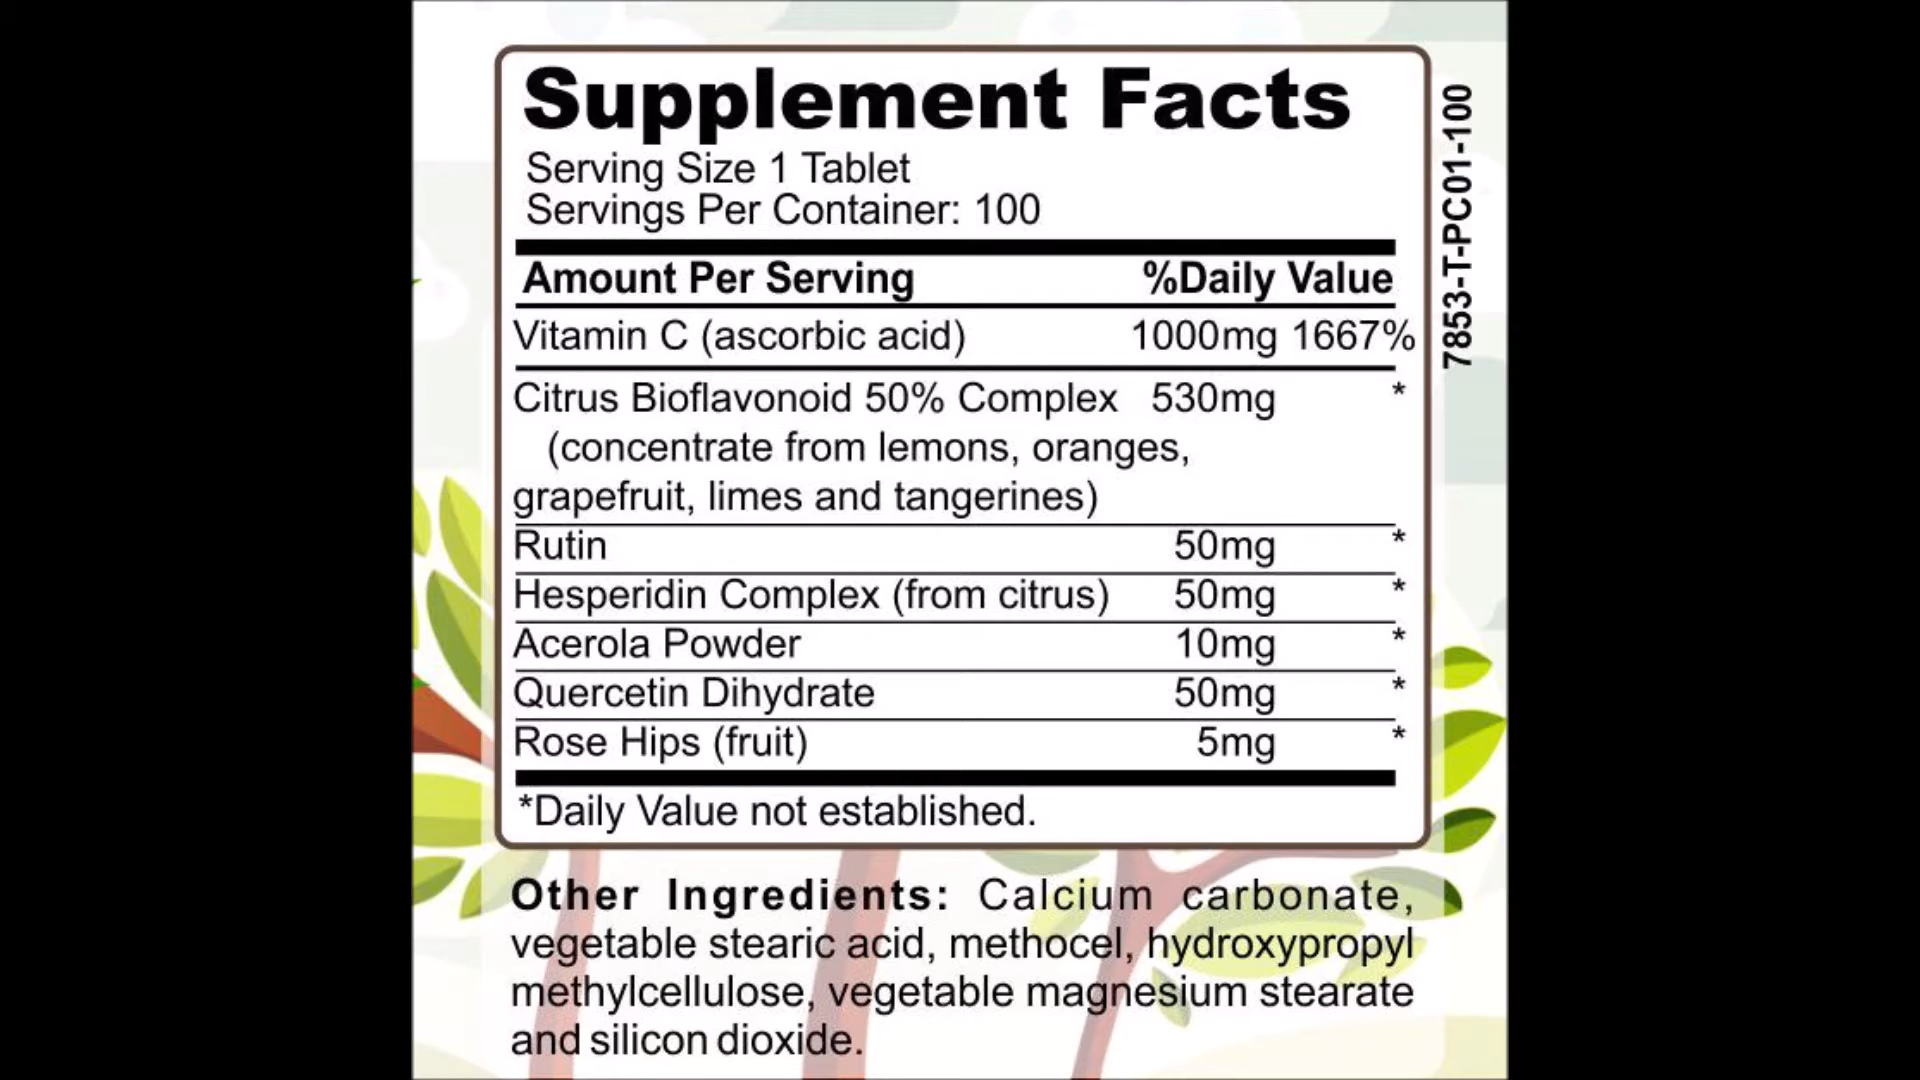 Supplement Facts
Serving Size 1 Tablet
Servings Per Container: 100
Amount Per Serving %Daily Value
Vitamin C (ascorbic acid) 1000mg 1667%
Citrus Bioflavonoid 50% Complex 530mg *
(concentrate from lemons, oranges,
grapefruit, limes and tangerines)
Rutin 50mg *
Hesperidin Complex (from citrus) 50mg *
Acerola Powder 10mg *
Quercetin Dihydrate 50mg *
Rose Hips (fruit) 5mg *
*Daily Value not established.
Other Ingredients: Calcium carbonate,
vegetable stearic acid, methocel, hydroxypropyl
methylcellulose, vegetable magnesium stearate
and silicon dioxide.
7853-T-PC01-100